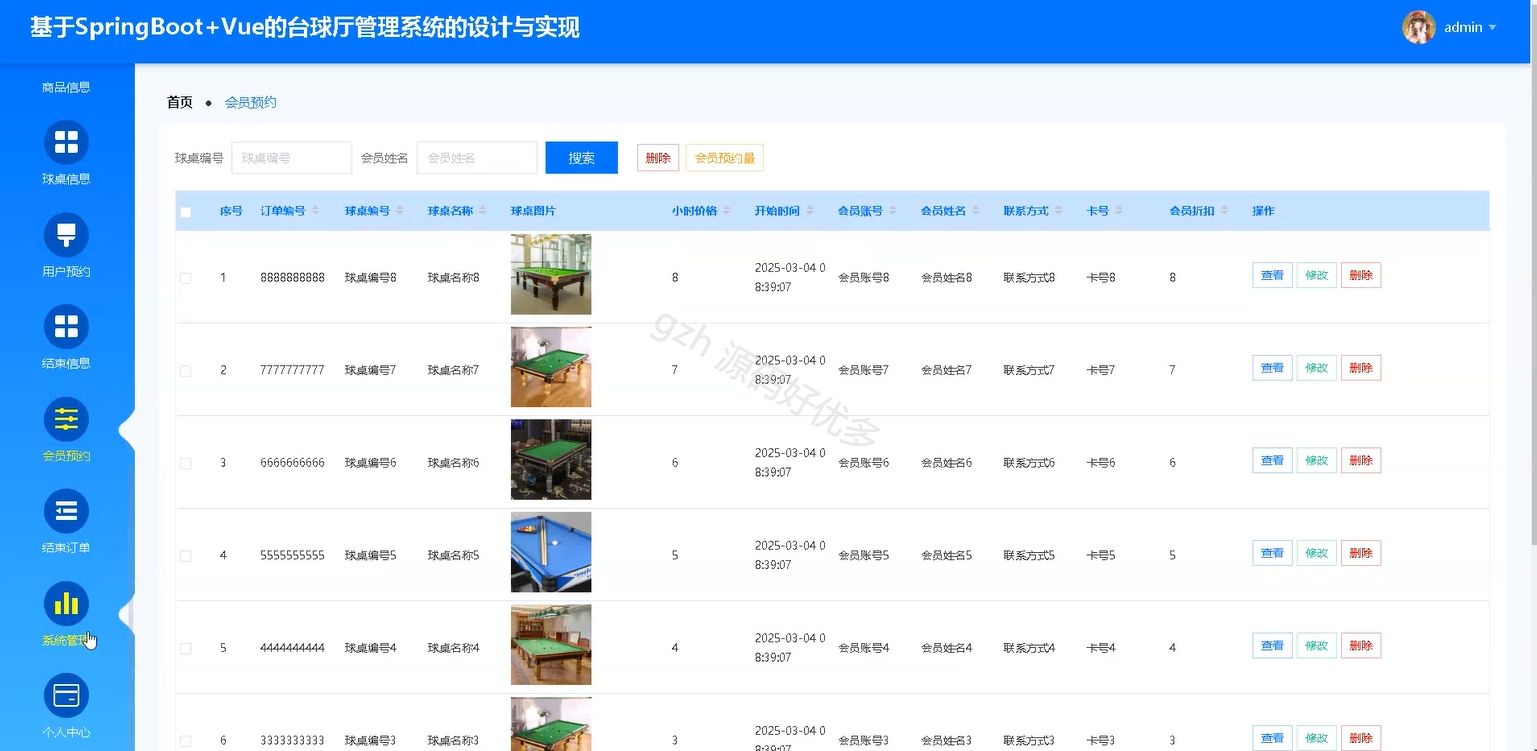 基于SpringBoot+Vue的台球厅管理系统的设计与实现
admin
商品信息
球桌信息
用户预约
结束信息
会员预约
结束订单
系统管理
个人中心
首页 ● 会员预约
球桌编号 球桌编号 会员姓名 会员姓名 搜索 删除 会员预约量
序号 订单编号 球桌编号 球桌名称 球桌图片 小时价格 开始时间 会员账号 会员姓名 联系方式 卡号 会员折扣 操作
1 8888888888 球桌编号8 球桌名称8 8 2025-03-04 0 会员账号8 会员姓名8 联系方式8 卡号8 8 查看 修改 删除
8:39:07
2 7777777777 球桌编号7 球桌名称7 7 2025-03-04 0 会员账号7 会员姓名7 联系方式7 卡号7 7 查看 修改 删除
8:39:07
3 6666666666 球桌编号6 球桌名称6 6 2025-03-04 0 会员账号6 会员姓名6 联系方式6 卡号6 6 查看 修改 删除
8:39:07
4 5555555555 球桌编号5 球桌名称5 5 2025-03-04 0 会员账号5 会员姓名5 联系方式5 卡号5 5 查看 修改 删除
8:39:07
5 4444444444 球桌编号4 球桌名称4 4 2025-03-04 0 会员账号4 会员姓名4 联系方式4 卡号4 4 查看 修改 删除
8:39:07
6 3333333333 球桌编号3 球桌名称3 3 2025-03-04 0 会员账号3 会员姓名3 联系方式3 卡号3 3 查看 修改 删除
8:39:07
gzh 源码好优多